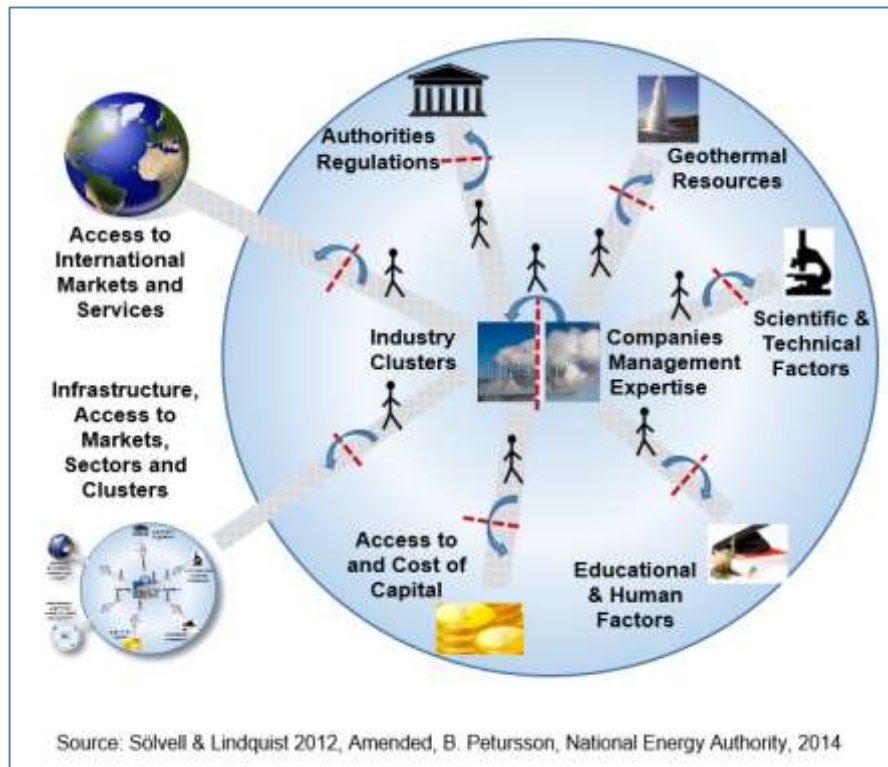 Authorities
Regulations
Geothermal
Resources
Access to
International
Markets and
Services
Scientific &
Technical
Factors
Industry
Clusters
Companies
Management
Expertise
Infrastructure,
Access to
Markets,
Sectors and
Clusters
Access to
and Cost of
Capital
Educational
& Human
Factors
Source: Sölvell & Lindquist 2012, Amended, B. Petursson, National Energy Authority, 2014